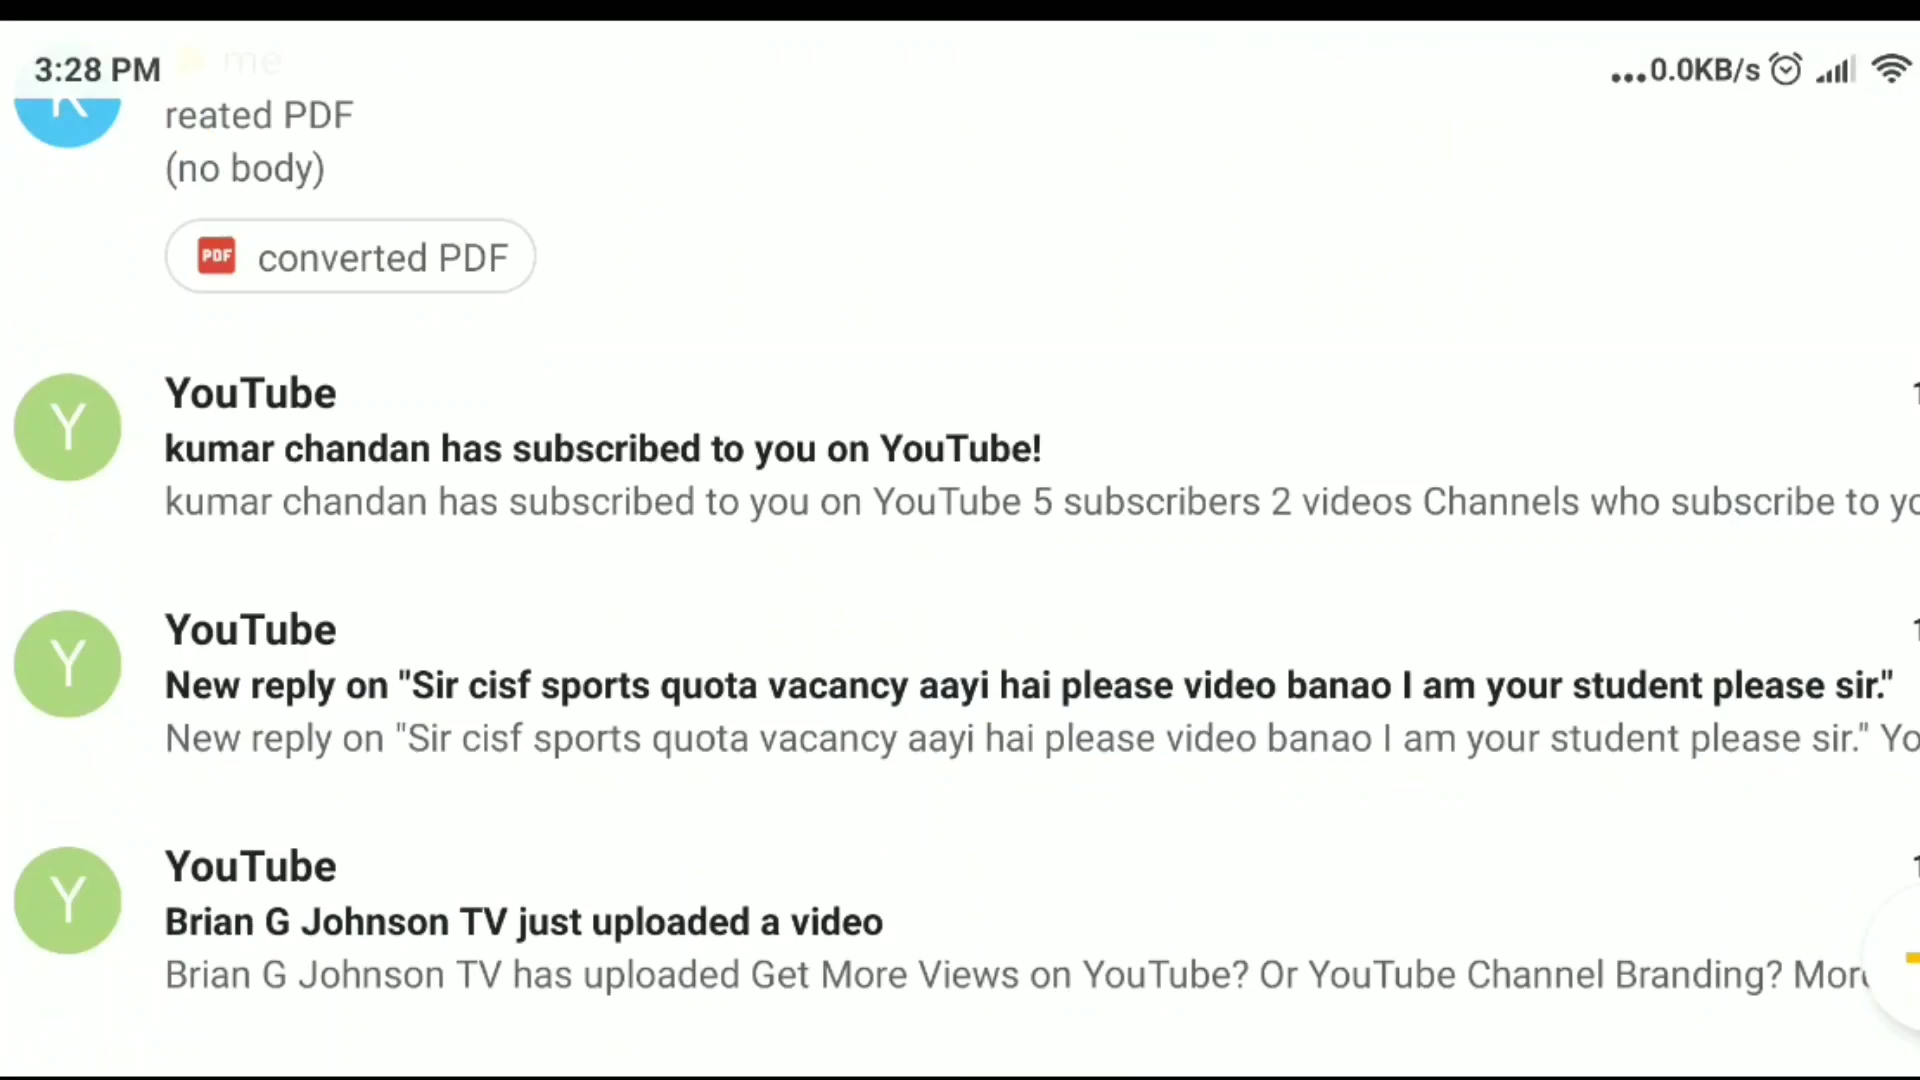 me
3:28 PM
...0.0KB/s
reated PDF
(no body)
PDF converted PDF
YouTube
kumar chandan has subscribed to you on YouTube!
kumar chandan has subscribed to you on YouTube 5 subscribers 2 videos Channels who subscribe to yo
Y
YouTube
New reply on "Sir cisf sports quota vacancy aayi hai please video banao I am your student please sir."
New reply on "Sir cisf sports quota vacancy aayi hai please video banao I am your student please sir." Yo
Y
YouTube
Brian G Johnson TV just uploaded a video
Brian G Johnson TV has uploaded Get More Views on YouTube? Or YouTube Channel Branding? More
Y